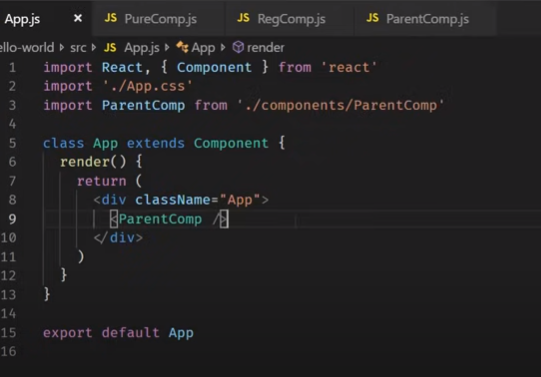 App.js × JS PureComp.js JS RegComp.js JS ParentComp.js
ello-world › src › JS App.js › App › render
1 import React, { Component } from 'react'
2 import './App.css'
3 import ParentComp from './components/ParentComp'
4
5 class App extends Component {
6 render() {
7 return (
8 <div className="App">
9 <ParentComp />
10 </div>
11 )
12 }
13 }
14
15 export default App
16